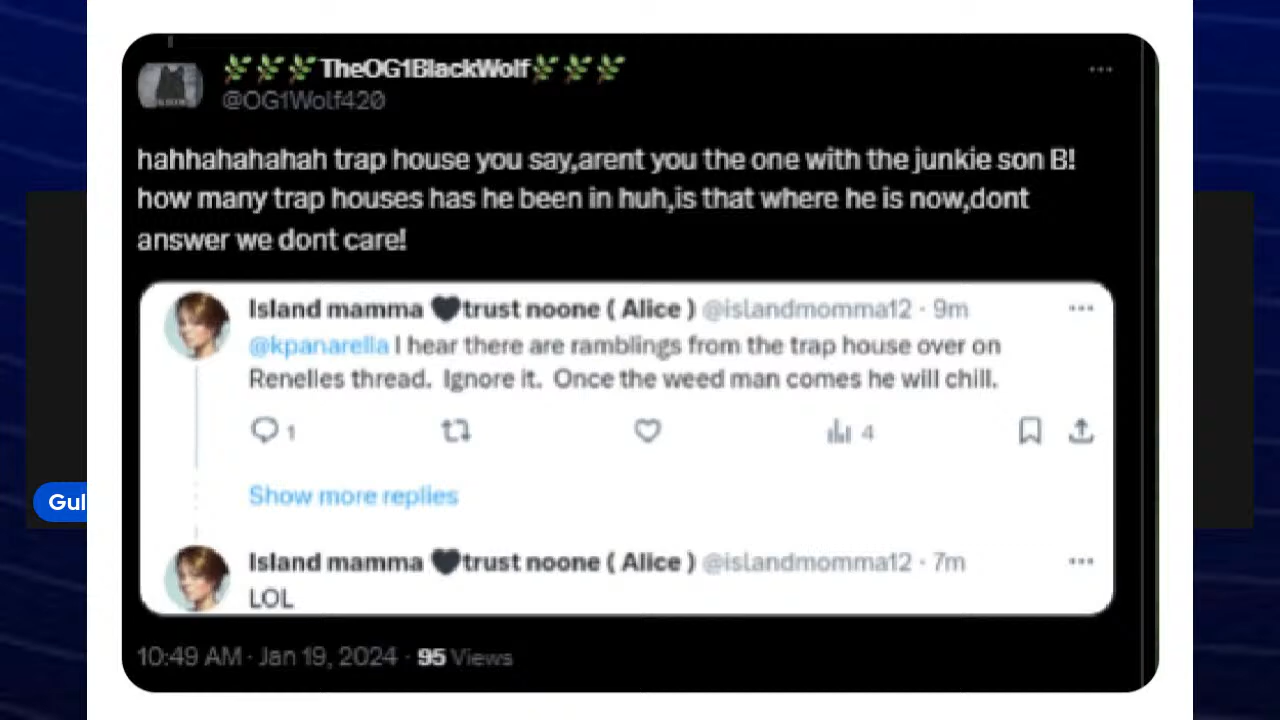 🌿🌿🌿TheOG1BlackWolf🌿🌿🌿
@OG1Wolf420
hahhahahahah trap house you say,arent you the one with the junkie son B!
how many trap houses has he been in huh,is that where he is now,dont
answer we dont care!
Island mamma 🖤trust noone ( Alice ) @islandmomma12 · 9m
@kpanarella I hear there are ramblings from the trap house over on
Renelles thread. Ignore it. Once the weed man comes he will chill.
1 4
Show more replies
Island mamma 🖤trust noone ( Alice ) @islandmomma12 · 7m
LOL
10:49 AM · Jan 19, 2024 · 95 Views
Gul